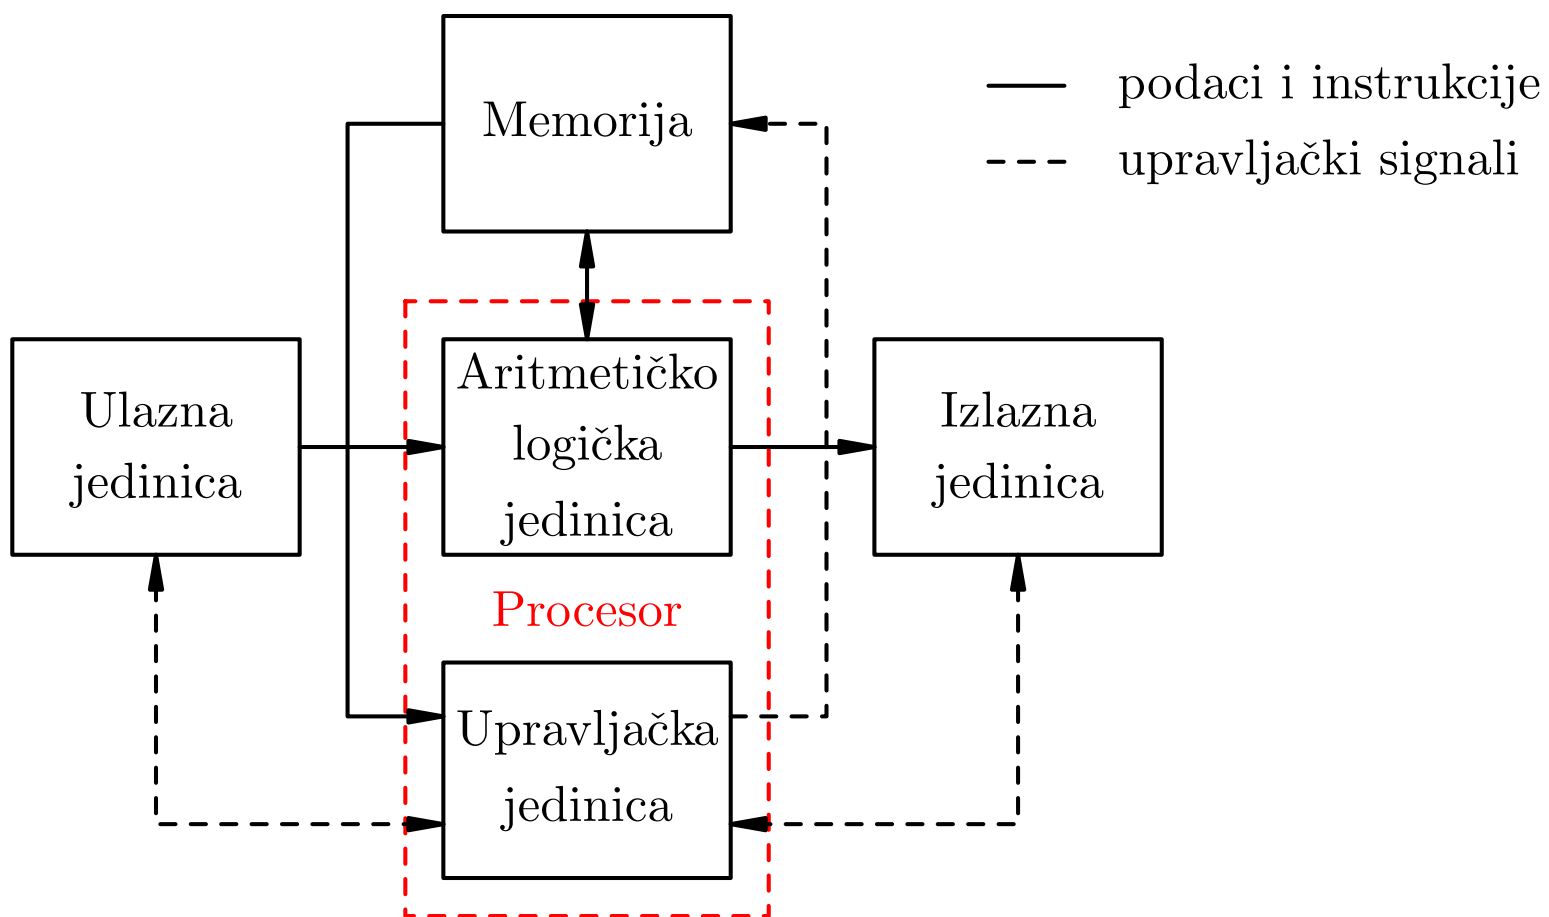 Memorija
podaci i instrukcije
upravljački signali
Ulazna
jedinica
Aritmetičko
logička
jedinica
Izlazna
jedinica
Procesor
Upravljačka
jedinica